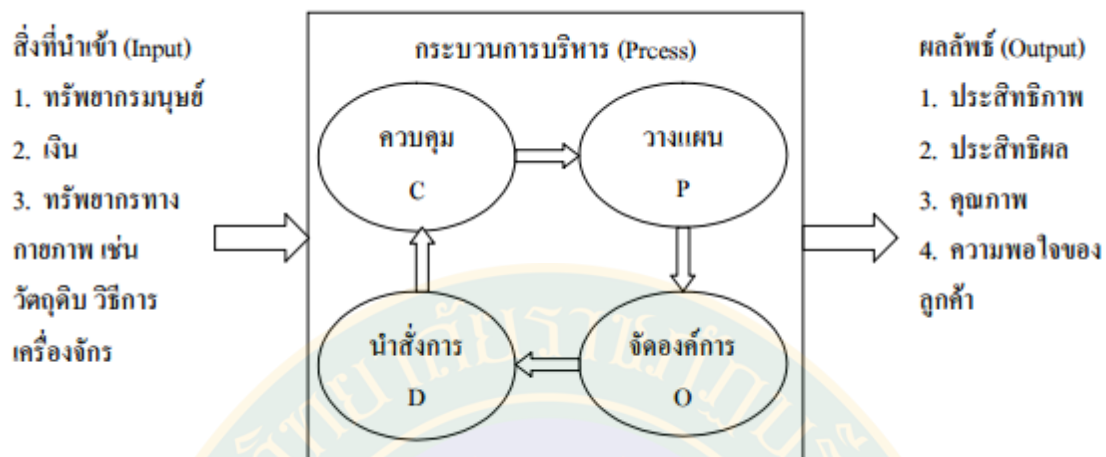 สิ่งที่นำเข้า (Input)
1. ทรัพยากรมนุษย์
2. เงิน
3. ทรัพยากรทาง
กายภาพ เช่น
วัตถุดิบ วิธีการ
เครื่องจักร
กระบวนการบริหาร (Prcess)
ควบคุม
C
วางแผน
P
นำสั่งการ
D
จัดองค์การ
O
ผลลัพธ์ (Output)
1. ประสิทธิภาพ
2. ประสิทธิผล
3. คุณภาพ
4. ความพอใจของ
ลูกค้า